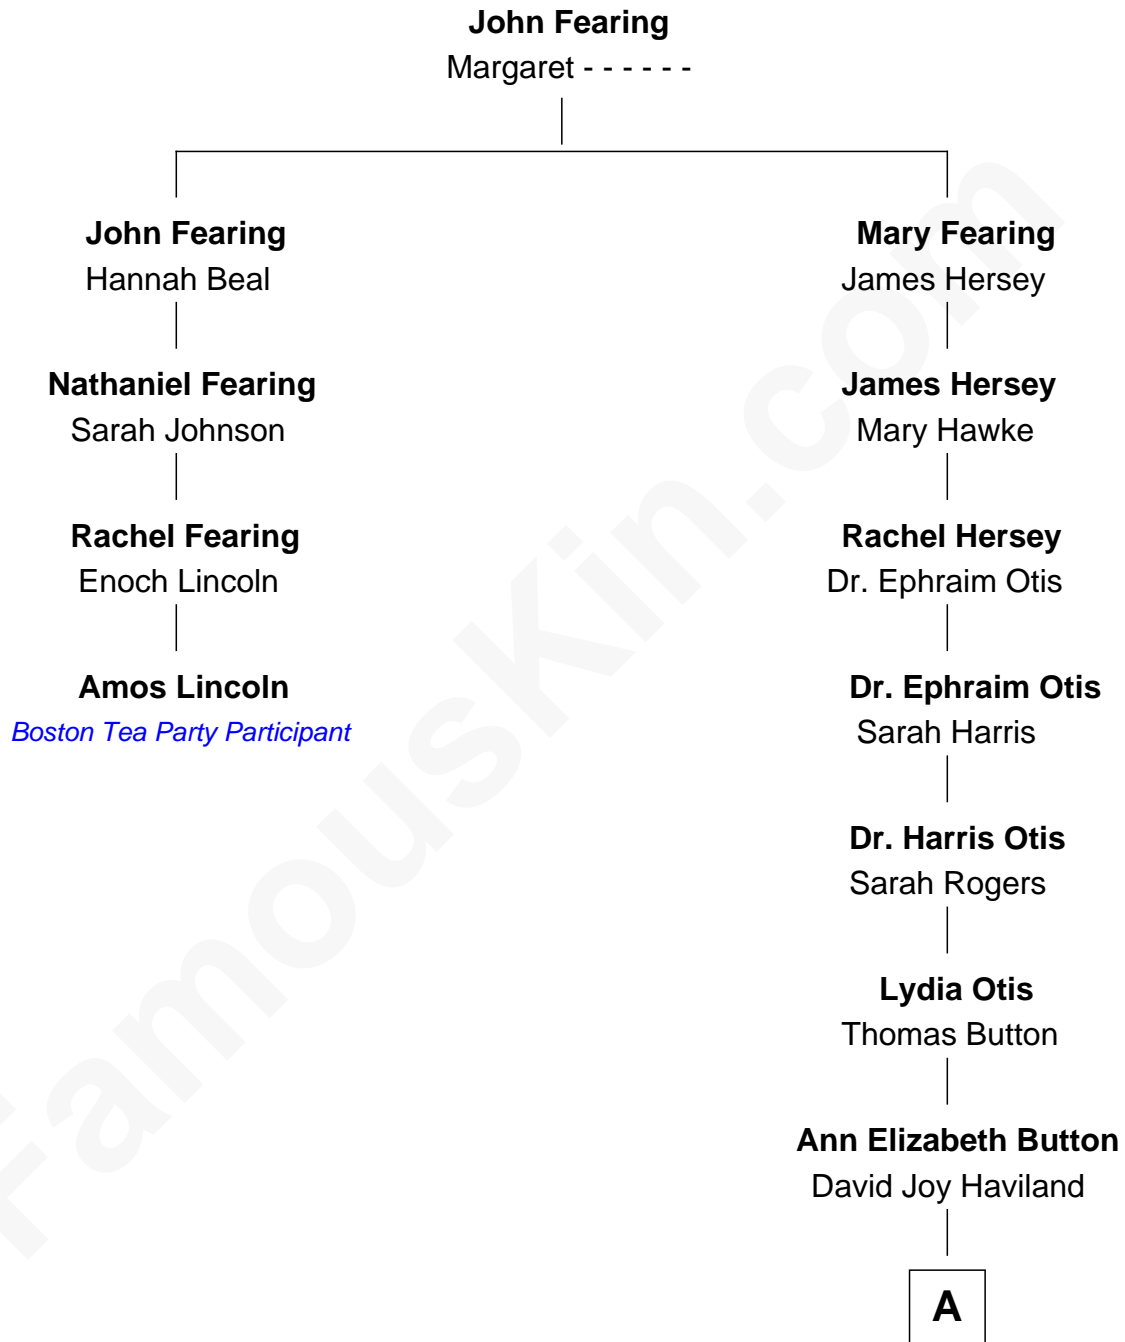 John Fearing
Margaret - - - - - -
John Fearing
Hannah Beal
Nathaniel Fearing
Sarah Johnson
Rachel Fearing
Enoch Lincoln
Amos Lincoln
Boston Tea Party Participant
Mary Fearing
James Hersey
James Hersey
Mary Hawke
Rachel Hersey
Dr. Ephraim Otis
Dr. Ephraim Otis
Sarah Harris
Dr. Harris Otis
Sarah Rogers
Lydia Otis
Thomas Button
Ann Elizabeth Button
David Joy Haviland
A
FamousKin.com